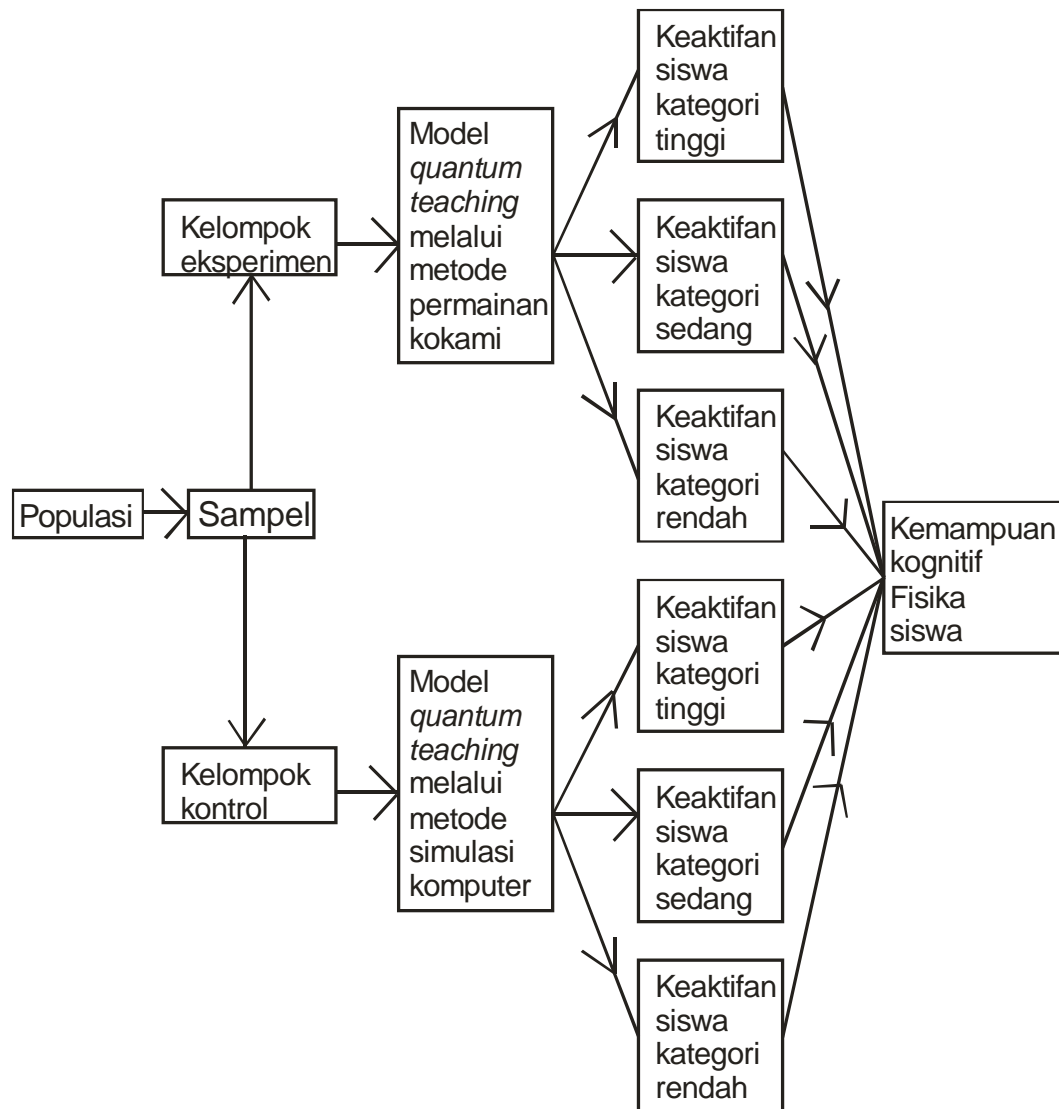 Populasi
Sampel
Kelompok
eksperimen
Model
quantum
teaching
melalui
metode
permainan
kokami
Keaktifan
siswa
kategori
tinggi
Keaktifan
siswa
kategori
sedang
Keaktifan
siswa
kategori
rendah
Kelompok
kontrol
Model
quantum
teaching
melalui
metode
simulasi
komputer
Keaktifan
siswa
kategori
tinggi
Keaktifan
siswa
kategori
sedang
Keaktifan
siswa
kategori
rendah
Kemampuan
kognitif
Fisika
siswa